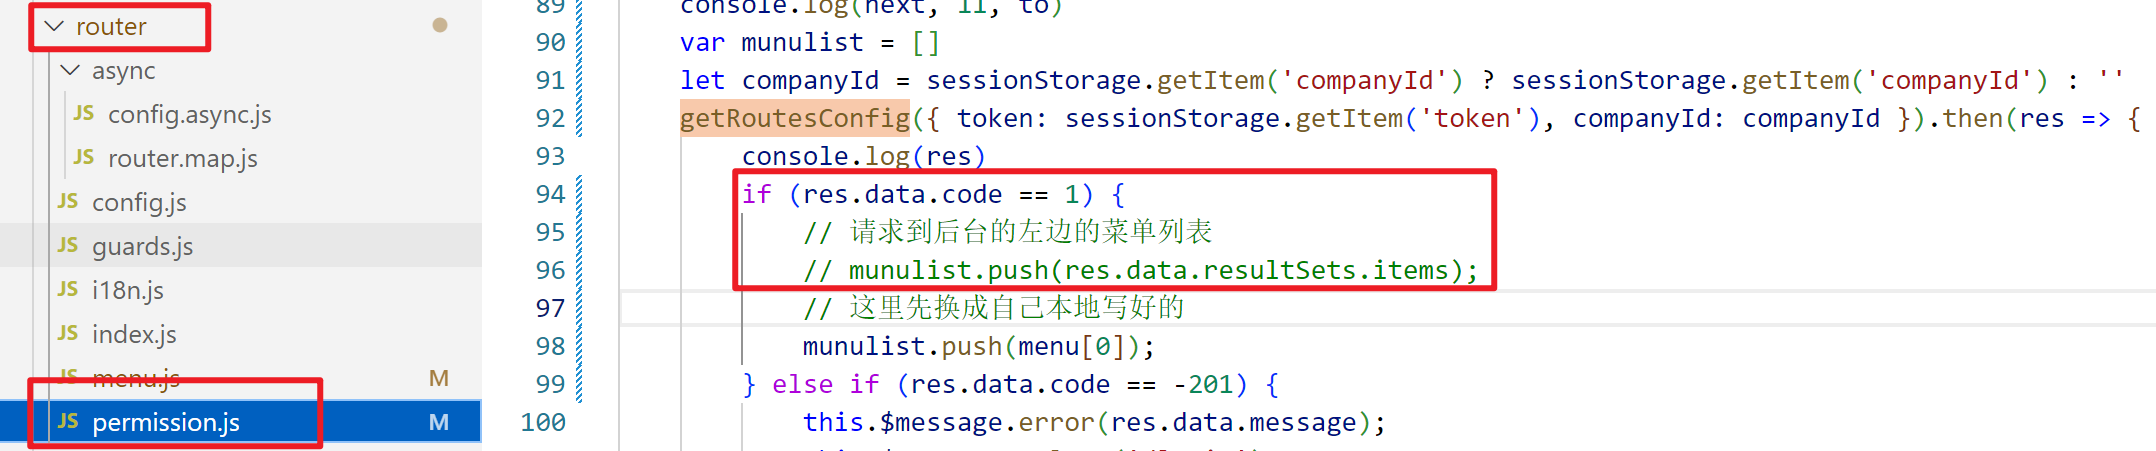 router
async
JS config.async.js
JS router.map.js
JS config.js
JS guards.js
JS i18n.js
JS index.js
JS menu.js M
JS permission.js M
89 console.log(next, 11, to)
90 var munulist = []
91 let companyId = sessionStorage.getItem('companyId') ? sessionStorage.getItem('companyId') : ''
92 getRoutesConfig({ token: sessionStorage.getItem('token'), companyId: companyId }).then(res => {
93 console.log(res)
94 if (res.data.code == 1) {
95 // 请求到后台的左边的菜单列表
96 // munulist.push(res.data.resultSets.items);
97 // 这里先换成自己本地写好的
98 munulist.push(menu[0]);
99 } else if (res.data.code == -201) {
100 this.$message.error(res.data.message);